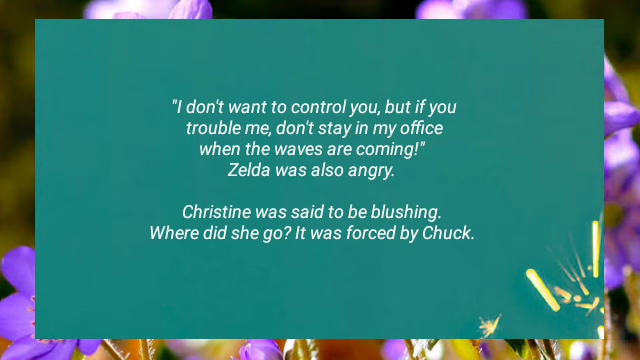 "I don't want to control you, but if you
trouble me, don't stay in my office
when the waves are coming!"
Zelda was also angry.
Christine was said to be blushing.
Where did she go? It was forced by Chuck.